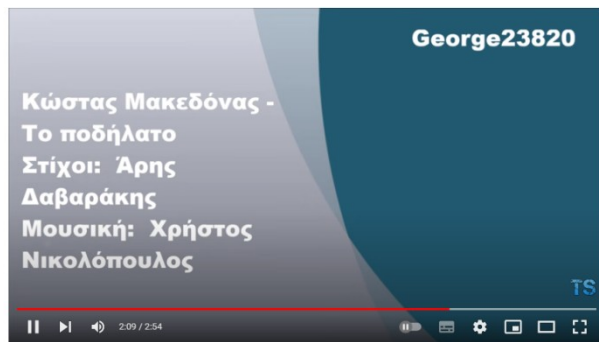 George23820
Κώστας Μακεδόνας -
Το ποδήλατο
Στίχοι: Άρης
Δαβαράκης
Μουσική: Χρήστος
Νικολόπουλος
TS
2:09 / 2:54